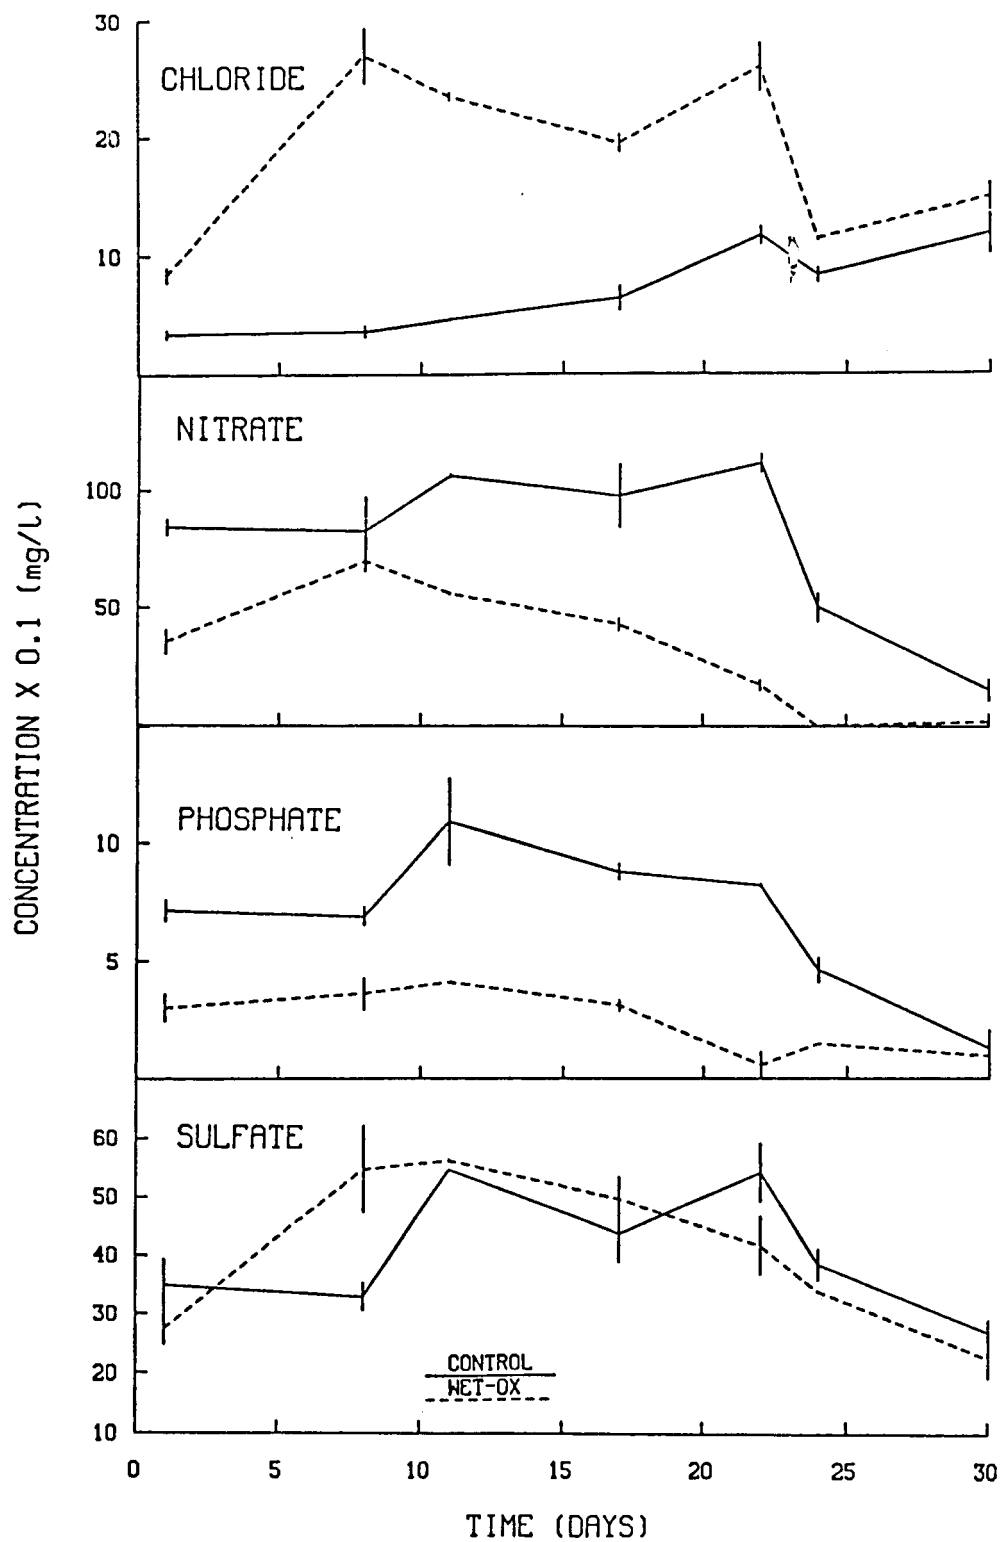 30
CHLORIDE
20
10
NITRATE
100
50
PHOSPHATE
10
5
60
SULFATE
50
40
30
20
10
CONTROL
WET-OX
0 5 10 15 20 25 30
TIME (DAYS)
CONCENTRATION X 0.1 (mg/l)